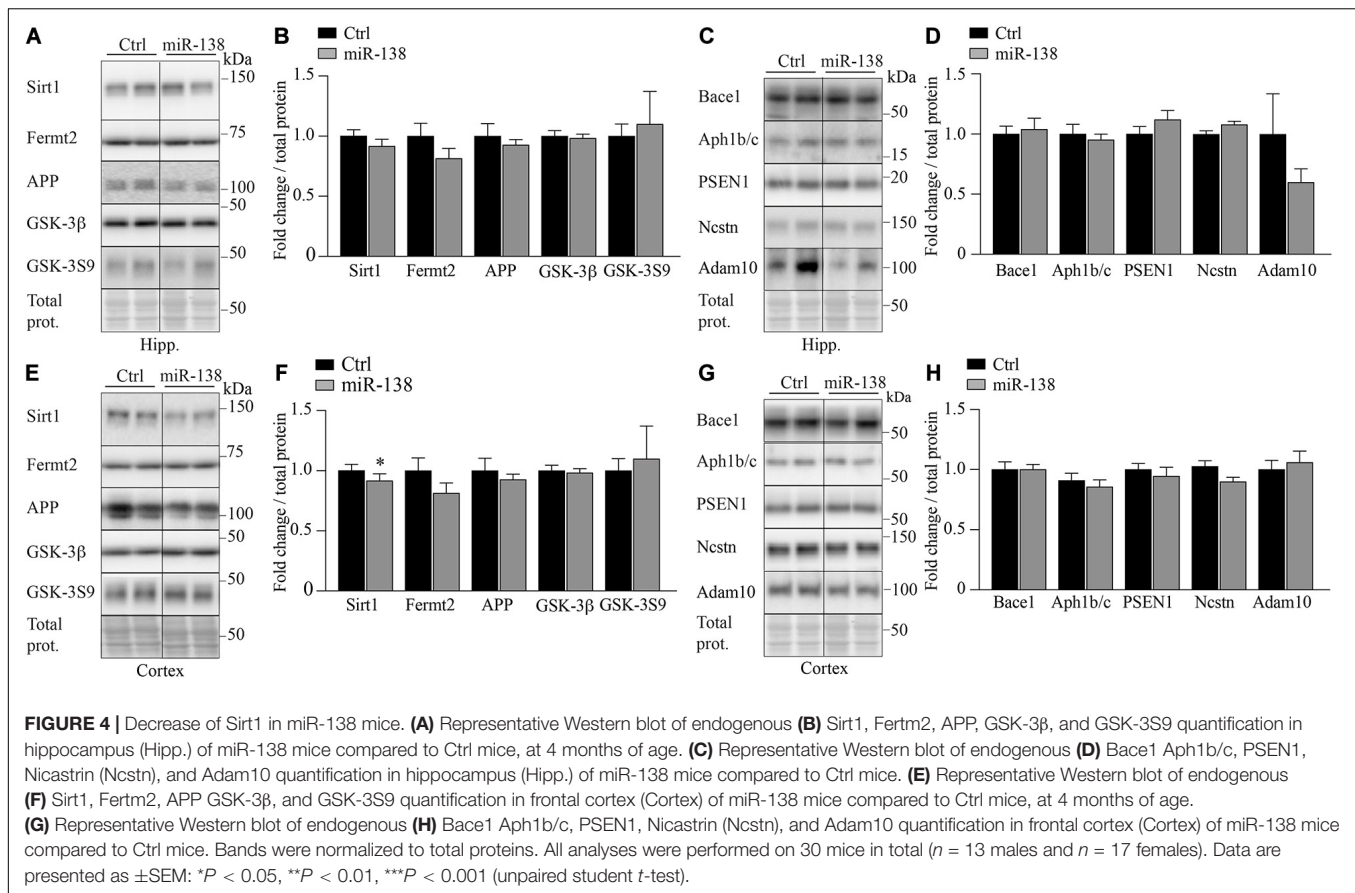 A
Ctrl miR-138
kDa
Sirt1
150
Fermt2
75
APP
100
50
GSK-3β
GSK-3S9
50
Total
prot.
50
Hipp.
B
Ctrl
miR-138
Fold change / total protein
1.5
1.0
0.5
0
Sirt1 Fermt2 APP GSK-3β GSK-3S9
C
Ctrl miR-138
kDa
Bace1
50
Aph1b/c
15
PSEN1
20
Ncstn
150
Adam10
100
Total
prot.
50
Hipp.
D
Ctrl
miR-138
Fold change / total protein
1.5
1.0
0.5
0
Bace1 Aph1b/c PSEN1 Ncstn Adam10
E
Ctrl miR-138
kDa
Sirt1
150
Fermt2
75
APP
100
50
GSK-3β
GSK-3S9
50
Total
prot.
50
Cortex
F
Ctrl
miR-138
Fold change / total protein
1.5
1.0
0.5
0
*
Sirt1 Fermt2 APP GSK-3β GSK-3S9
G
Ctrl miR-138
kDa
Bace1
50
Aph1b/c
50
PSEN1
50
Ncstn
150
Adam10
100
Total
prot.
50
Cortex
H
Ctrl
miR-138
Fold change / total protein
1.5
1.0
0.5
0
Bace1 Aph1b/c PSEN1 Ncstn Adam10
FIGURE 4 | Decrease of Sirt1 in miR-138 mice. (A) Representative Western blot of endogenous (B) Sirt1, Fertm2, APP, GSK-3β, and GSK-3S9 quantification in
hippocampus (Hipp.) of miR-138 mice compared to Ctrl mice, at 4 months of age. (C) Representative Western blot of endogenous (D) Bace1 Aph1b/c, PSEN1,
Nicastrin (Ncstn), and Adam10 quantification in hippocampus (Hipp.) of miR-138 mice compared to Ctrl mice. (E) Representative Western blot of endogenous
(F) Sirt1, Fertm2, APP GSK-3β, and GSK-3S9 quantification in frontal cortex (Cortex) of miR-138 mice compared to Ctrl mice, at 4 months of age.
(G) Representative Western blot of endogenous (H) Bace1 Aph1b/c, PSEN1, Nicastrin (Ncstn), and Adam10 quantification in frontal cortex (Cortex) of miR-138 mice
compared to Ctrl mice. Bands were normalized to total proteins. All analyses were performed on 30 mice in total (n = 13 males and n = 17 females). Data are
presented as ±SEM: *P < 0.05, **P < 0.01, ***P < 0.001 (unpaired student t-test).